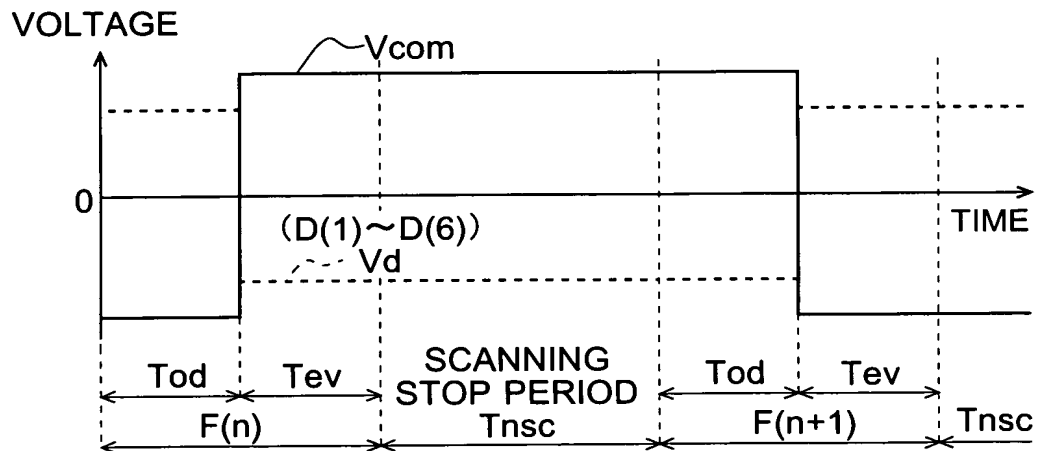 VOLTAGE
Vcom
0
TIME
(D(1)~D(6))
Vd
SCANNING
STOP PERIOD
Tod
Tev
Tod
Tev
F(n)
Tnsc
F(n+1)
Tnsc